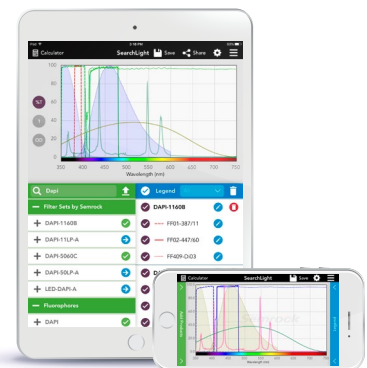 Calculator SearchLight Save Share
100
80
60
40
20
0
350 400 450 500 550 600 650 700 750
Wavelength (nm)
%T
Dapi
Legend
Filter Sets by Semrock
DAPI-1160B
DAPI-11LP-A
DAPI-5060C
DAPI-50LP-A
LED-DAPI-A
Fluorophores
DAPI
DAPI-1160B
FF01-387/11
FF02-447/60
FF409-Di03
Calculator SearchLight Save
Semrock
Legend
Wavelength (nm)